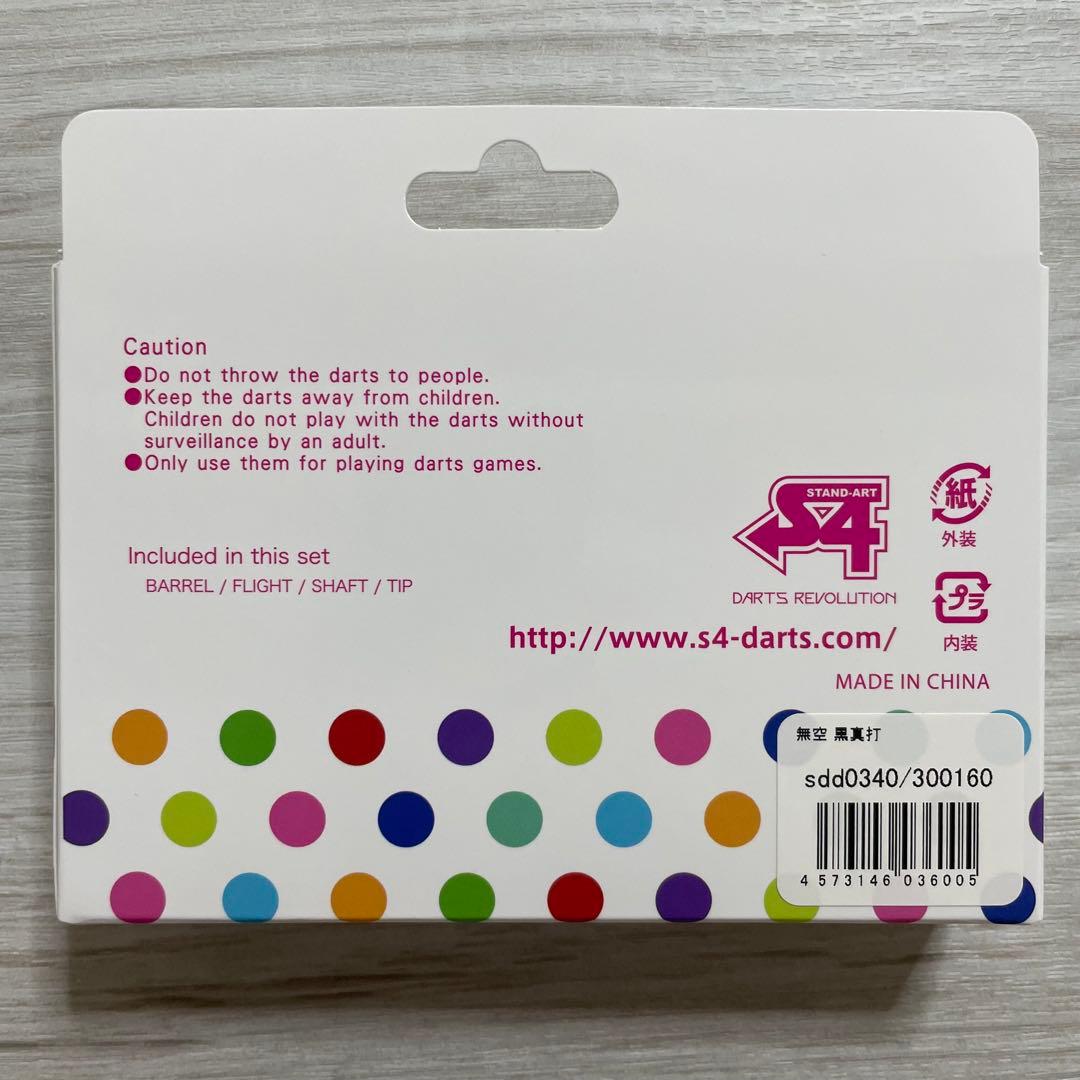 Caution
●Do not throw the darts to people.
●Keep the darts away from children.
Children do not play with the darts without
surveillance by an adult.
●Only use them for playing darts games.
Included in this set
BARREL / FLIGHT / SHAFT / TIP
STAND-ART
S4
DARTS REVOLUTION
紙
外装
プラ
内装
http://www.s4-darts.com/
MADE IN CHINA
無空 黒真打
sdd0340/300160
4 573146 036005